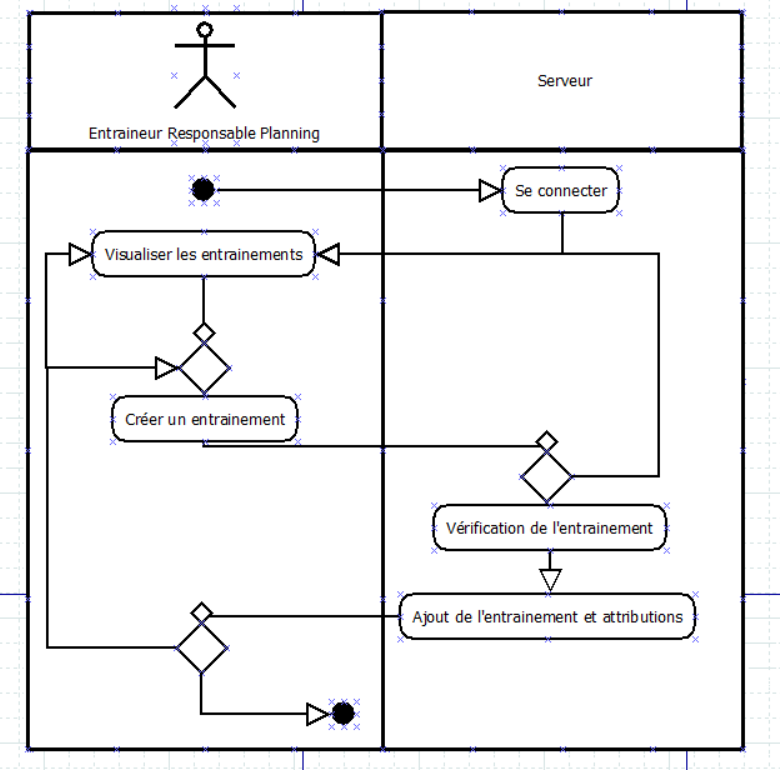 Serveur
Entraineur Responsable Planning
Se connecter
Visualiser les entrainements
Créer un entrainement
Vérification de l'entrainement
Ajout de l'entrainement et attributions